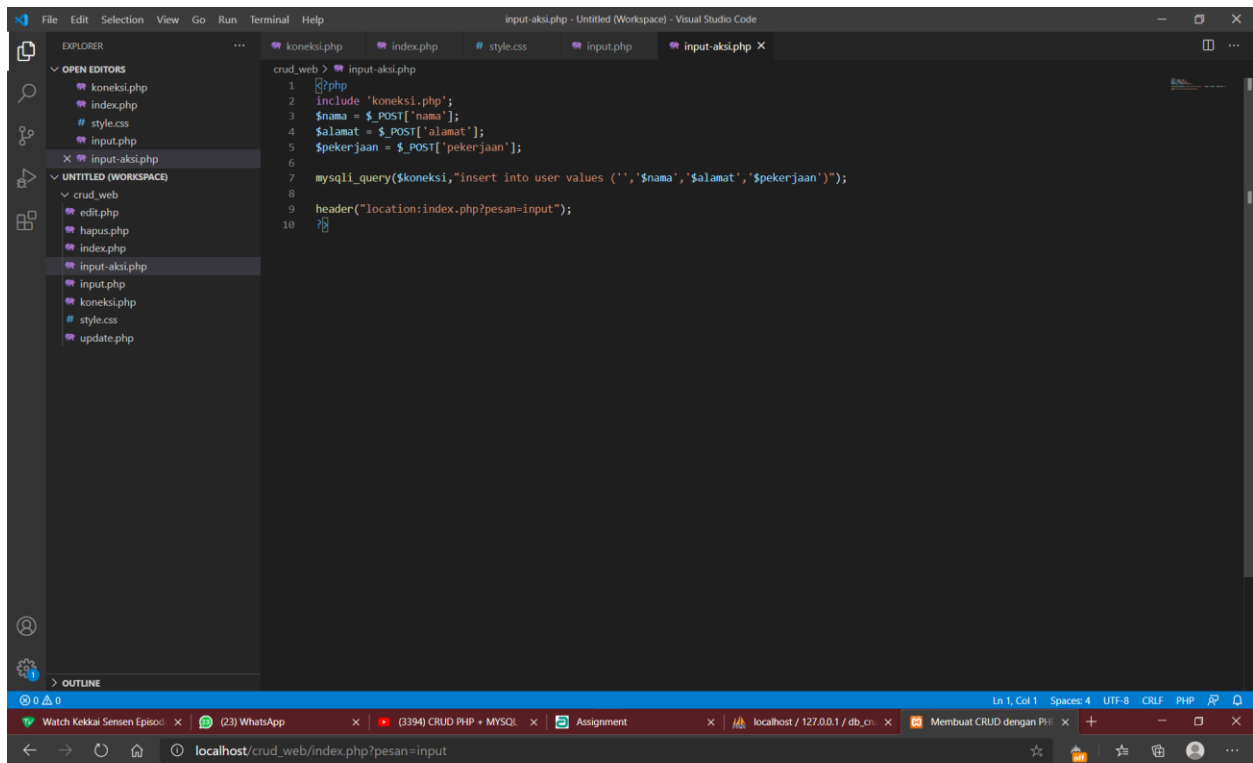 File Edit Selection View Go Run Terminal Help
input-aksi.php - Untitled (Workspace) - Visual Studio Code
EXPLORER
OPEN EDITORS
koneksi.php
index.php
# style.css
input.php
input-aksi.php
UNTITLED (WORKSPACE)
crud_web
edit.php
hapus.php
index.php
input-aksi.php
input.php
koneksi.php
# style.css
update.php
OUTLINE
koneksi.php index.php # style.css input.php input-aksi.php
crud_web > input-aksi.php
1 <?php
2 include 'koneksi.php';
3 $nama = $_POST['nama'];
4 $alamat = $_POST['alamat'];
5 $pekerjaan = $_POST['pekerjaan'];
6
7 mysqli_query($koneksi,"insert into user values ('','$nama','$alamat','$pekerjaan')");
8
9 header("location:index.php?pesan=input");
10 ?>
1
0 0 Ln 1, Col 1 Spaces: 4 UTF-8 CRLF PHP
Watch Kekkai Sensen Episod (23) WhatsApp (3394) CRUD PHP + MYSQL Assignment localhost / 127.0.0.1 / db_cru Membuat CRUD dengan PH
localhost/crud_web/index.php?pesan=input
off